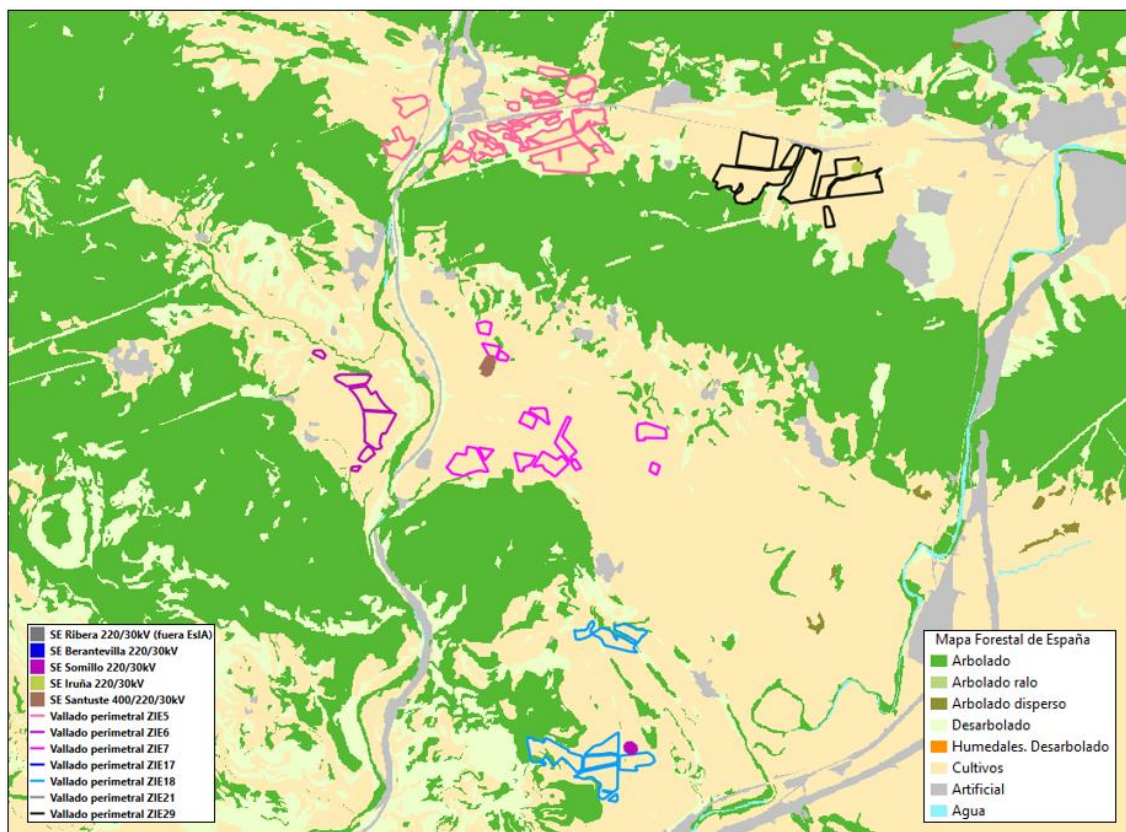 SE Ribera 220/30kV (fuera EsIA)
SE Berantevilla 220/30kV
SE Somillo 220/30kV
SE Iruña 220/30kV
SE Santuste 400/220/30kV
Vallado perimetral ZIE5
Vallado perimetral ZIE6
Vallado perimetral ZIE7
Vallado perimetral ZIE17
Vallado perimetral ZIE18
Vallado perimetral ZIE21
Vallado perimetral ZIE29
Mapa Forestal de España
Arbolado
Arbolado ralo
Arbolado disperso
Desarbolado
Humedales. Desarbolado
Cultivos
Artificial
Agua